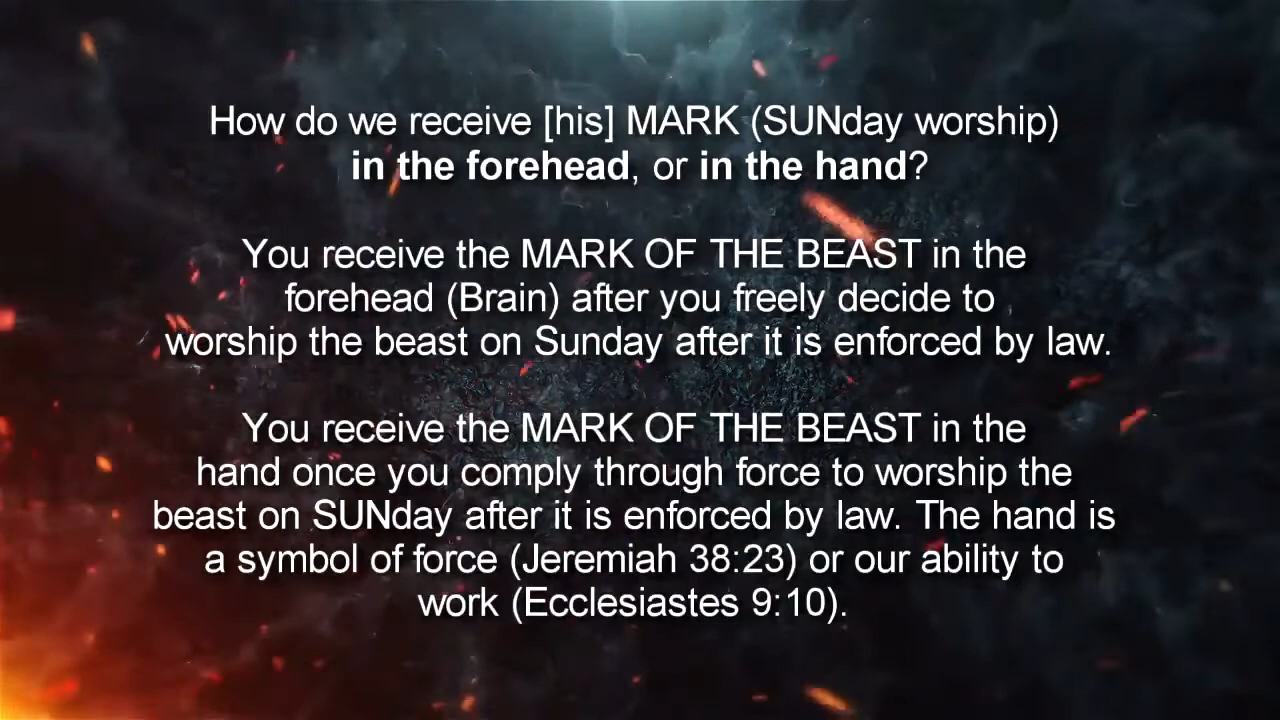 How do we receive [his] MARK (SUNday worship)
in the forehead, or in the hand?
You receive the MARK OF THE BEAST in the
forehead (Brain) after you freely decide to
worship the beast on Sunday after it is enforced by law.
You receive the MARK OF THE BEAST in the
hand once you comply through force to worship the
beast on SUNday after it is enforced by law. The hand is
a symbol of force (Jeremiah 38:23) or our ability to
work (Ecclesiastes 9:10).